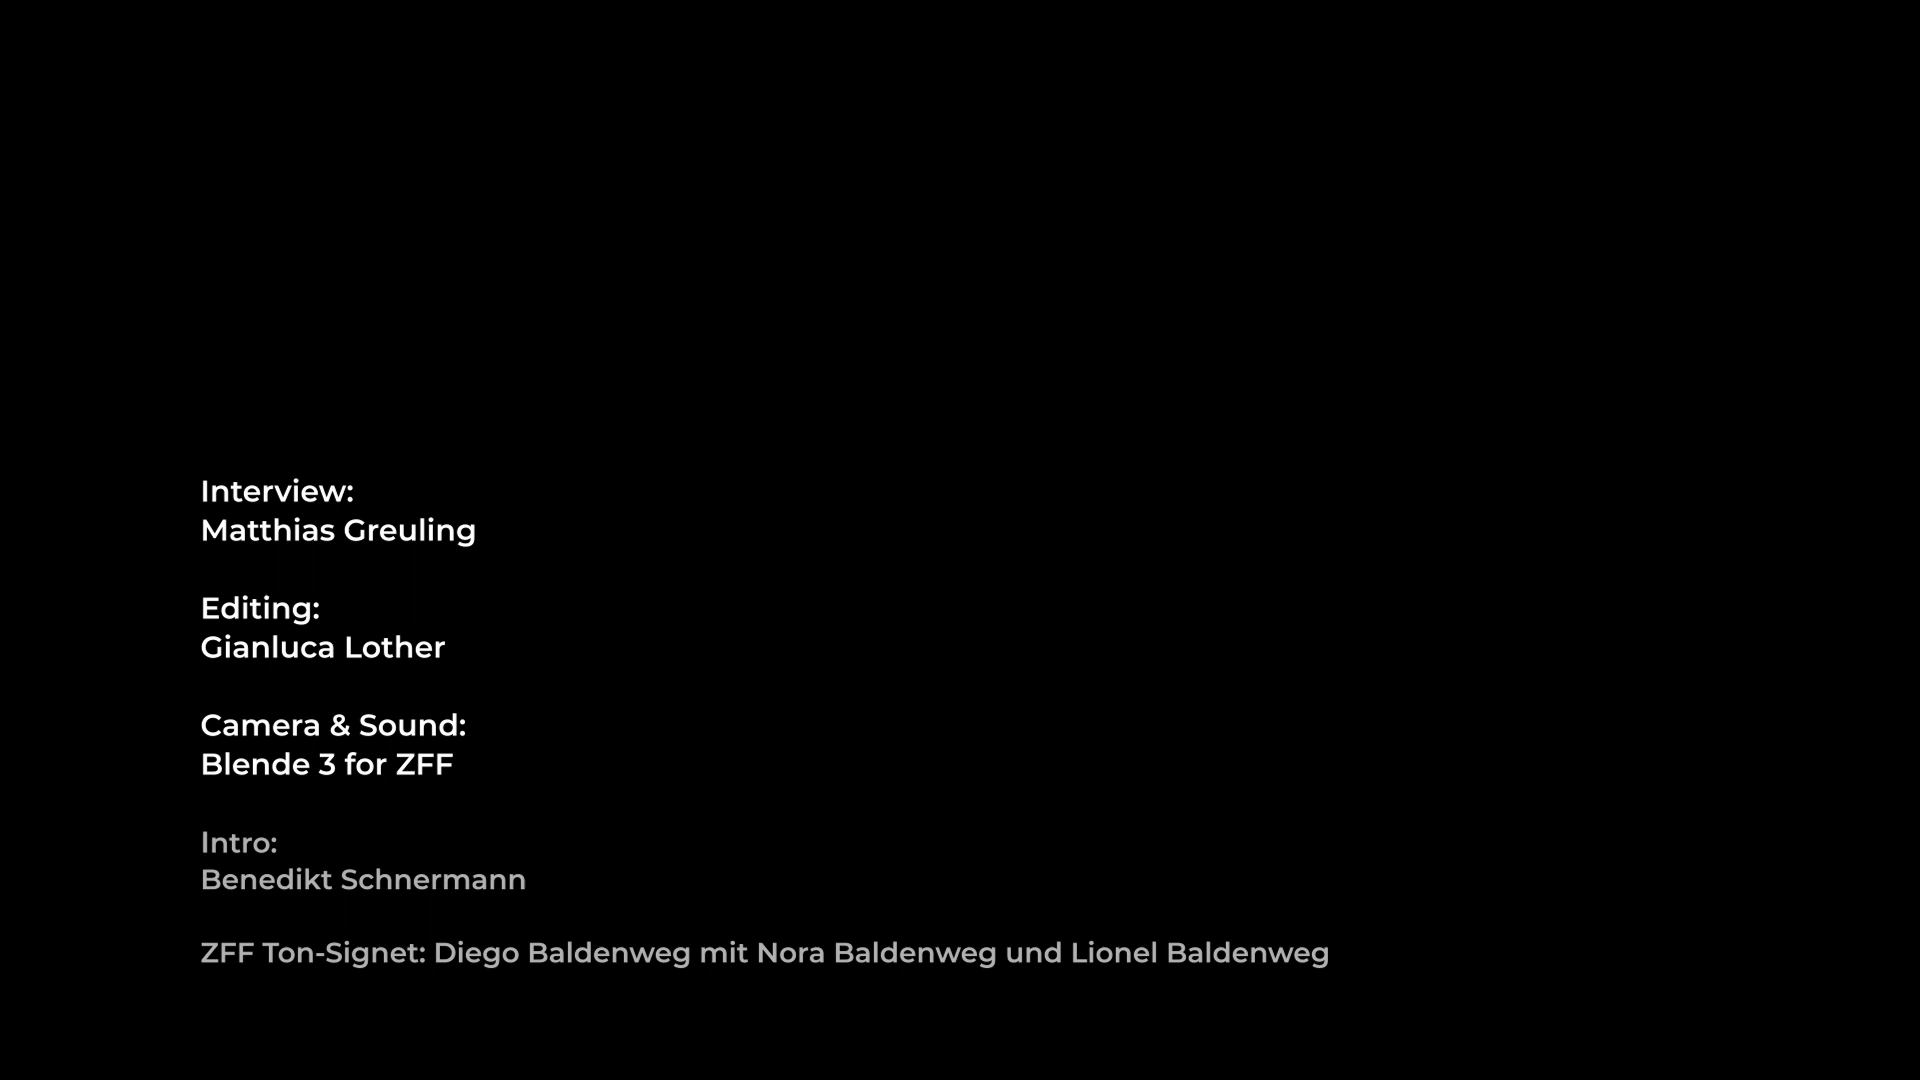 Interview:
Matthias Greuling
Editing:
Gianluca Lother
Camera & Sound:
Blende 3 for ZFF
Intro:
Benedikt Schnermann
ZFF Ton-Signet: Diego Baldenweg mit Nora Baldenweg und Lionel Baldenweg